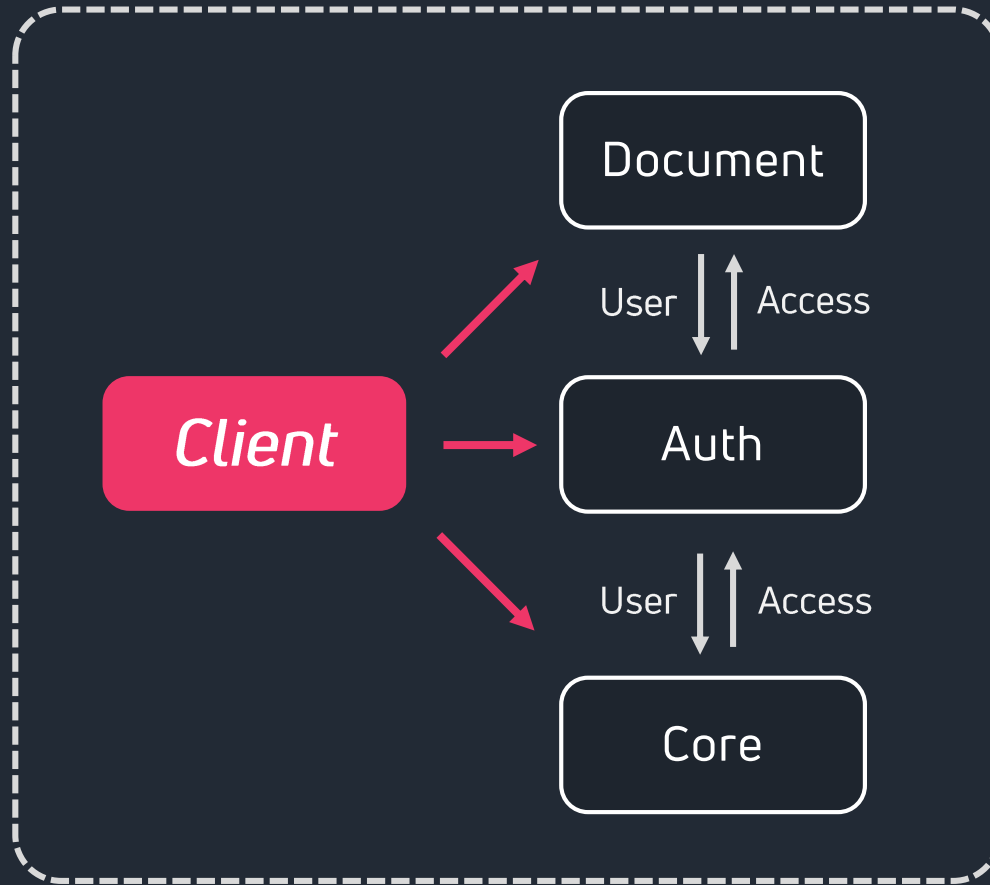 Document
User
Access
Client
Auth
User
Access
Core